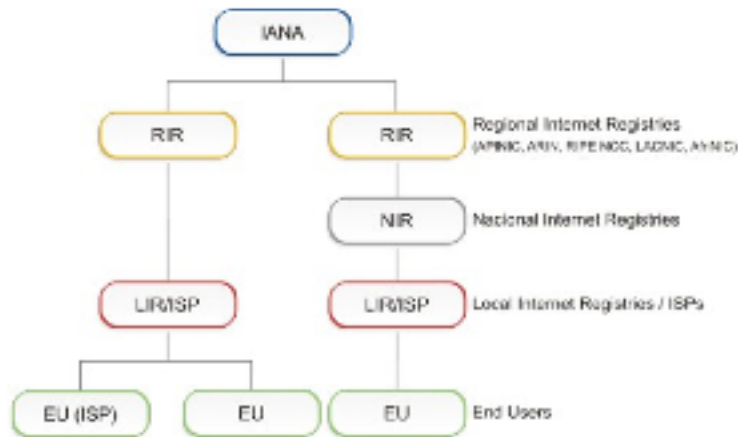 IANA
RIR
RIR
Regional Internet Registries
(APNIC, ARIN, RIPE NCC, LACNIC, AfriNIC)
NIR
Nacional Internet Registries
LIR/ISP
LIR/ISP
Local Internet Registries / ISPs
EU (ISP)
EU
EU
End Users